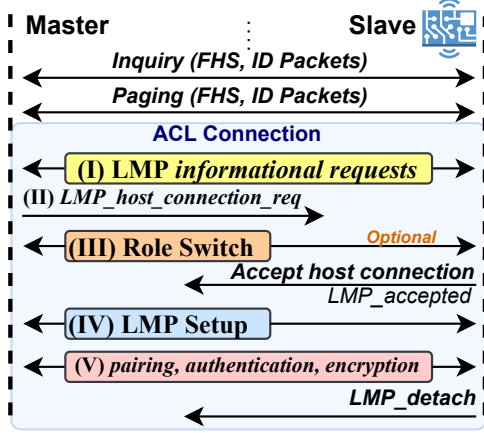 Master
Slave
Inquiry (FHS, ID Packets)
Paging (FHS, ID Packets)
ACL Connection
(I) LMP informational requests
(II) LMP_host_connection_req
(III) Role Switch
Optional
Accept host connection
LMP_accepted
(IV) LMP Setup
(V) pairing, authentication, encryption
LMP_detach